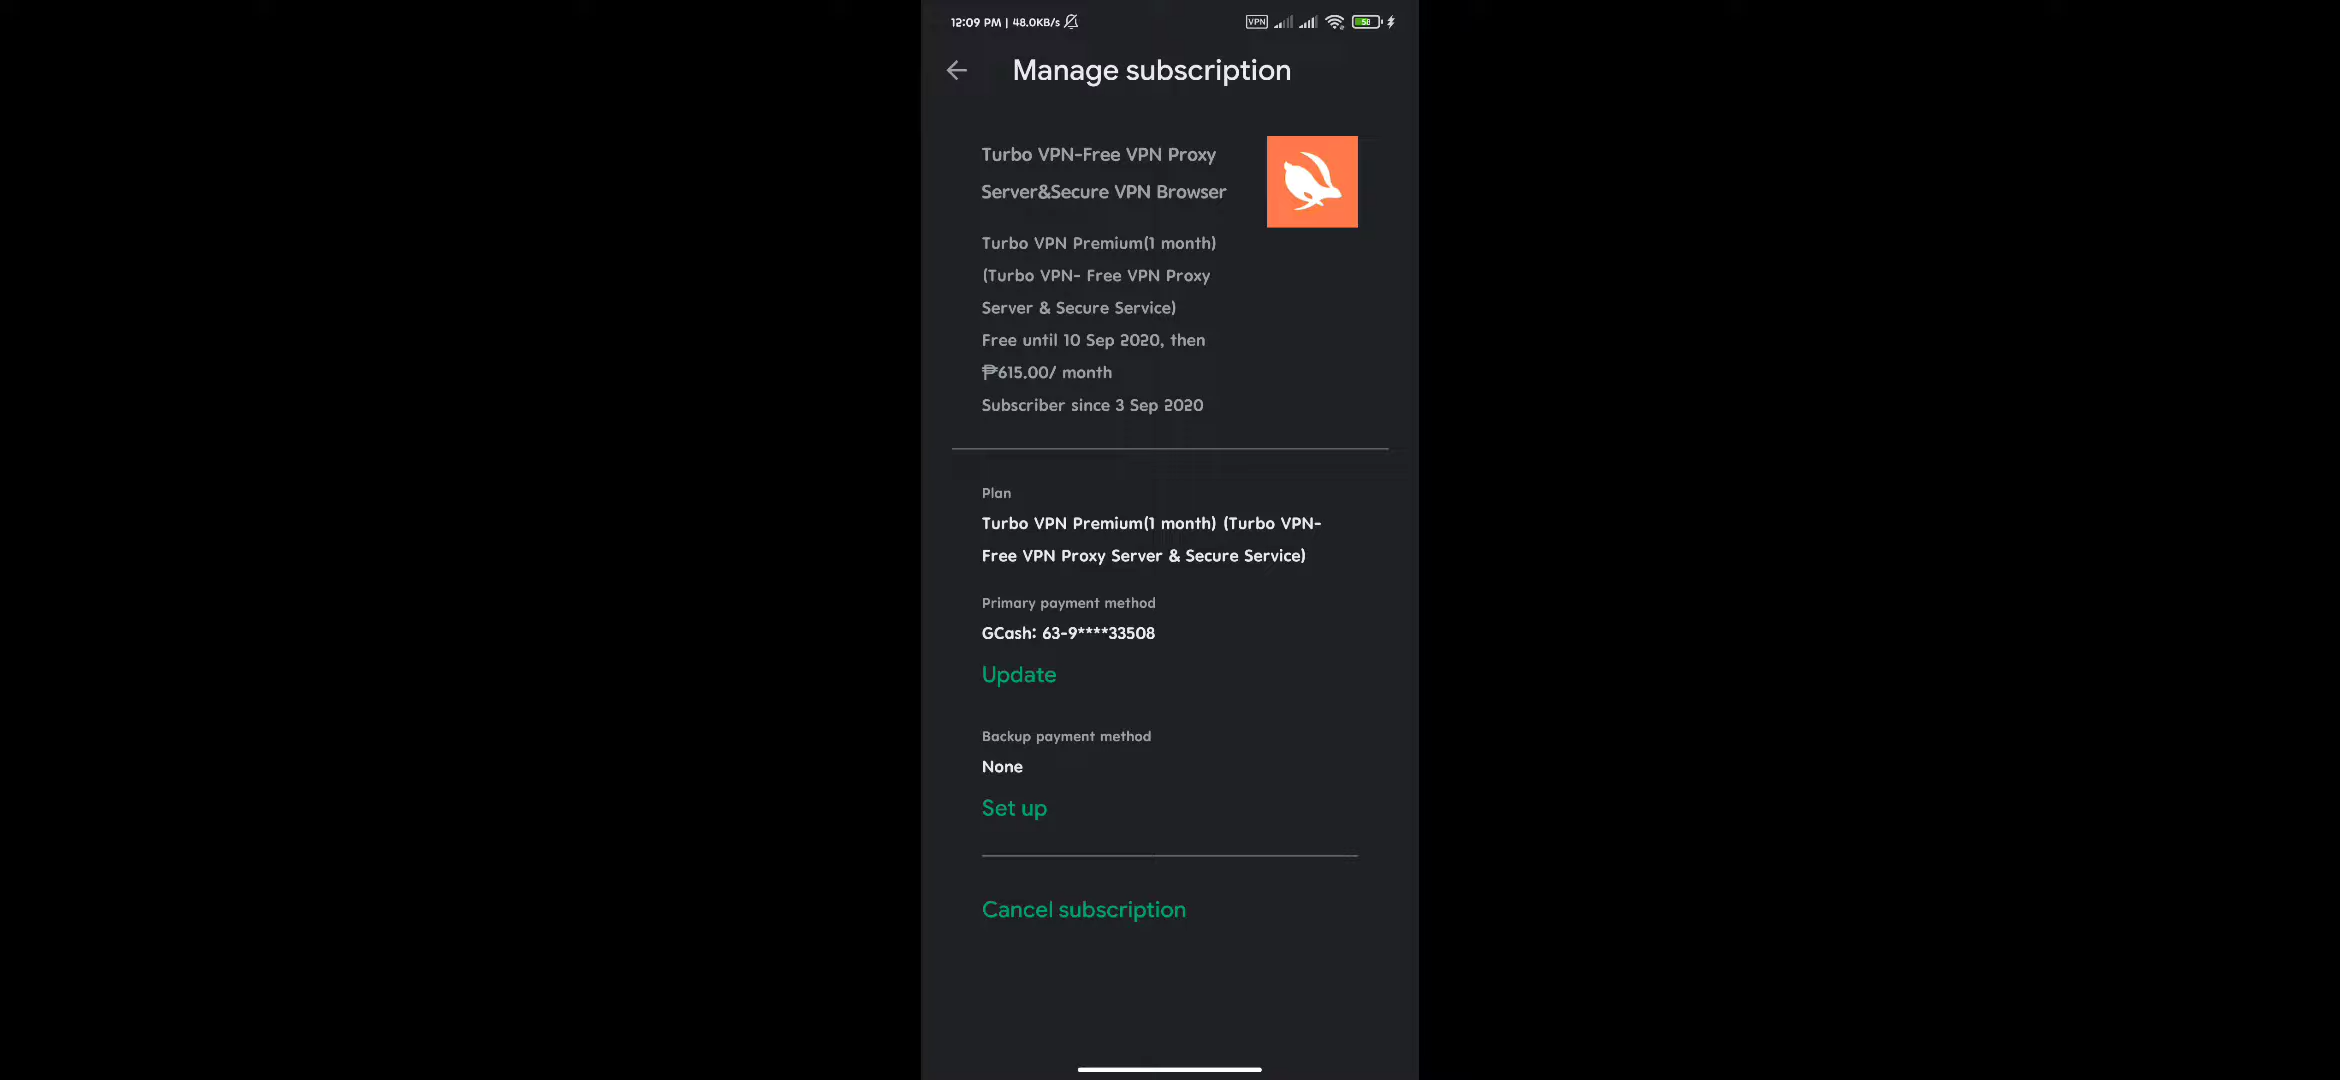 12:09 PM | 48.0KB/s
VPN
58
Manage subscription
Turbo VPN-Free VPN Proxy
Server&Secure VPN Browser
Turbo VPN Premium(1 month)
(Turbo VPN- Free VPN Proxy
Server & Secure Service)
Free until 10 Sep 2020, then
₱615.00/ month
Subscriber since 3 Sep 2020
Plan
Turbo VPN Premium(1 month) (Turbo VPN-
Free VPN Proxy Server & Secure Service)
Primary payment method
GCash: 63-9****33508
Update
Backup payment method
None
Set up
Cancel subscription